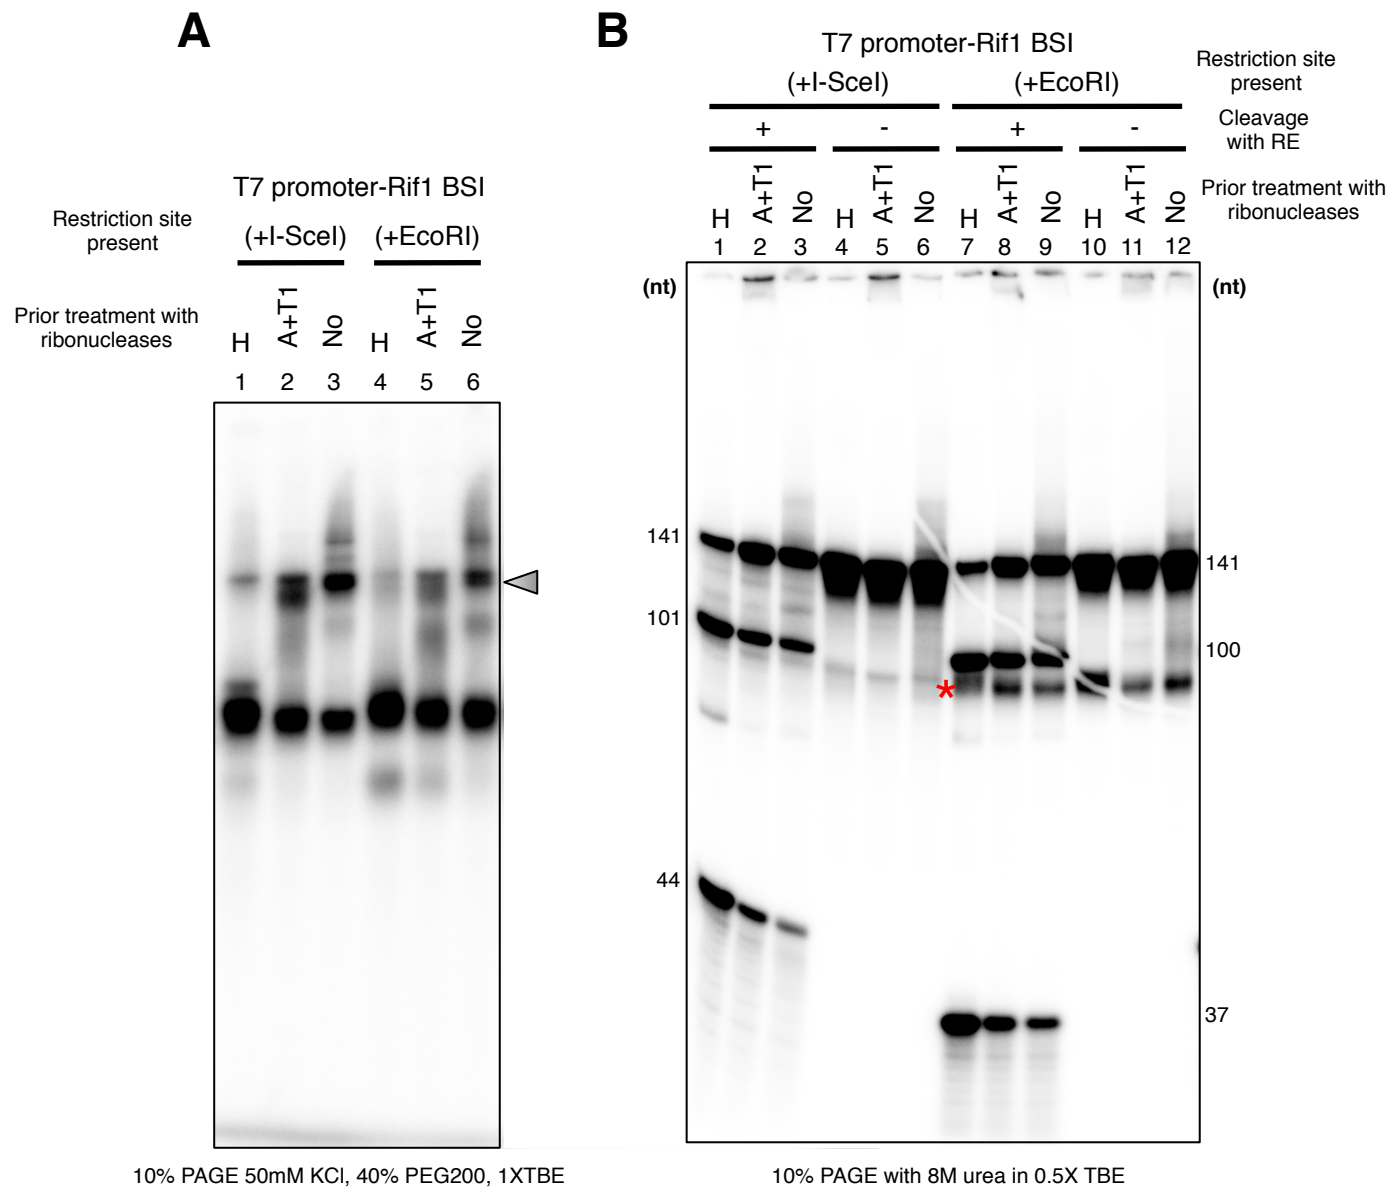 A
T7 promoter-Rif1 BSI
Restriction site
present
(+I-SceI) (+EcoRI)
Prior treatment with
ribonucleases
H A+T1 No H A+T1 No
1 2 3 4 5 6
10% PAGE 50mM KCl, 40% PEG200, 1XTBE
B
T7 promoter-Rif1 BSI
(+I-SceI) (+EcoRI)
Restriction site
present
+ - + -
Cleavage
with RE
H A+T1 No H A+T1 No H A+T1 No H A+T1 No
Prior treatment with
ribonucleases
1 2 3 4 5 6 7 8 9 10 11 12
(nt) (nt)
141 141
101 100
*
44
37
10% PAGE with 8M urea in 0.5X TBE